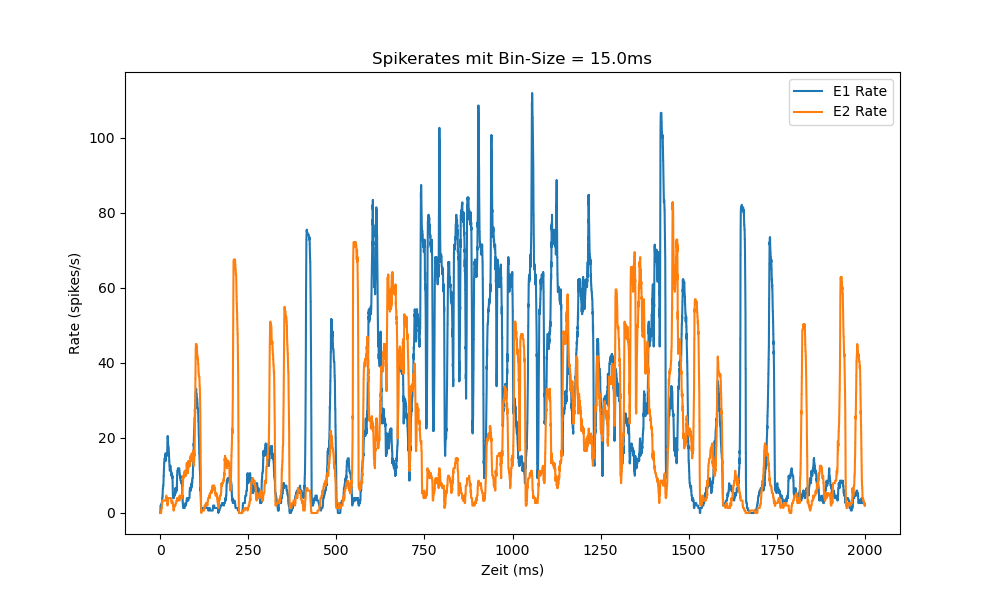 Spikerates mit Bin-Size = 15.0ms
E1 Rate
E2 Rate
Rate (spikes/s)
100
80
60
40
20
0
0 250 500 750 1000 1250 1500 1750 2000
Zeit (ms)